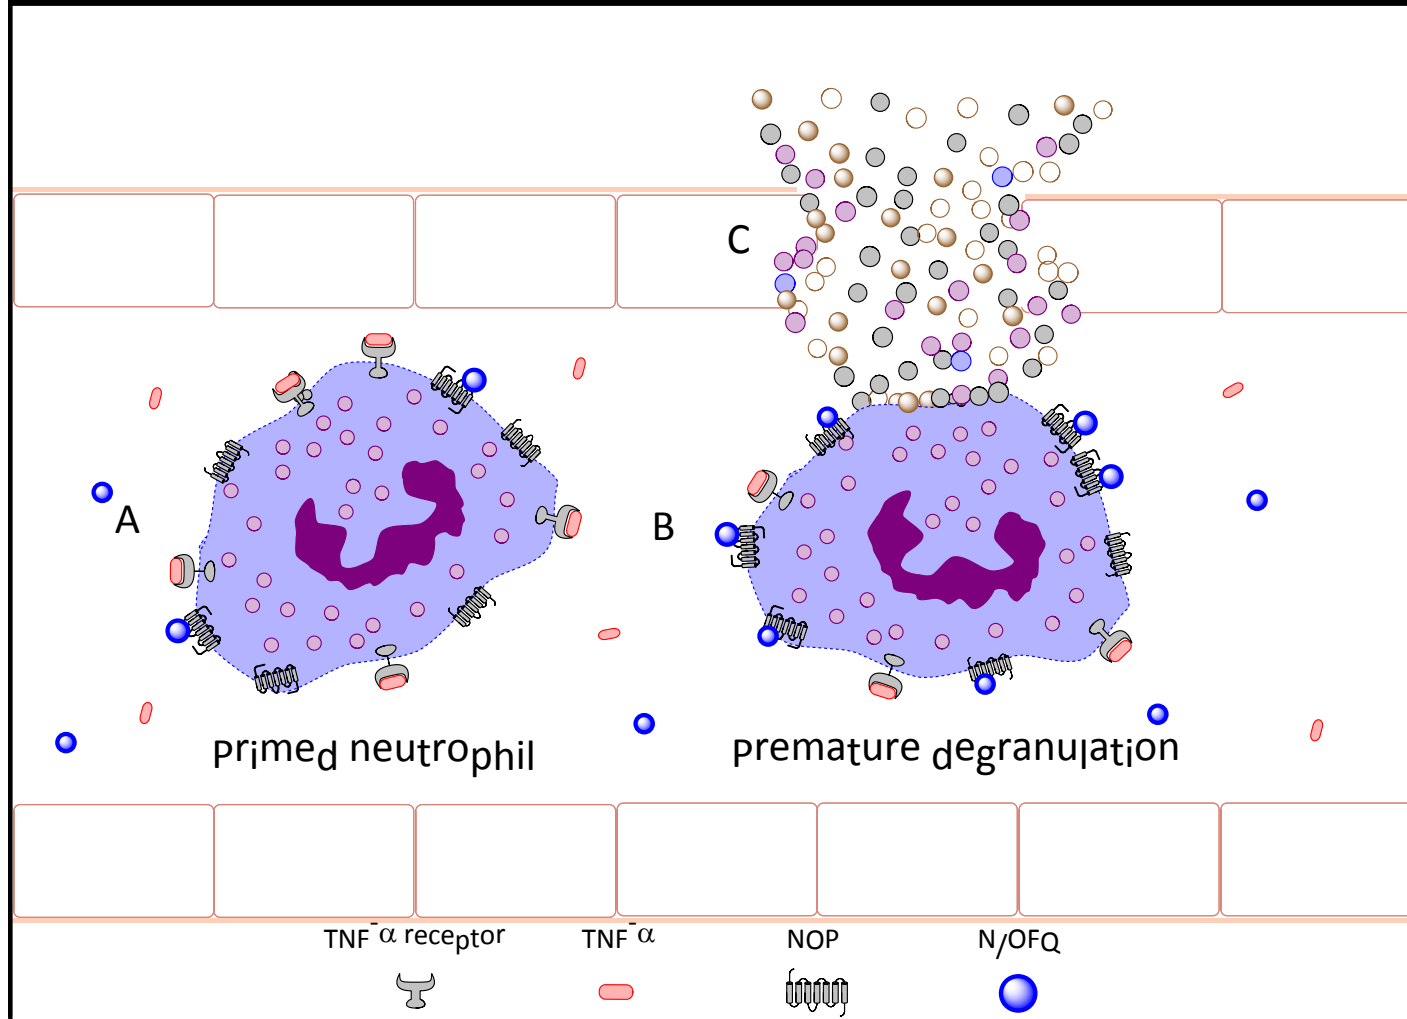 C
A
B
Primed neutrophil
Premature degranulation
TNF-α receptor
TNF-α
NOP
N/OFQ